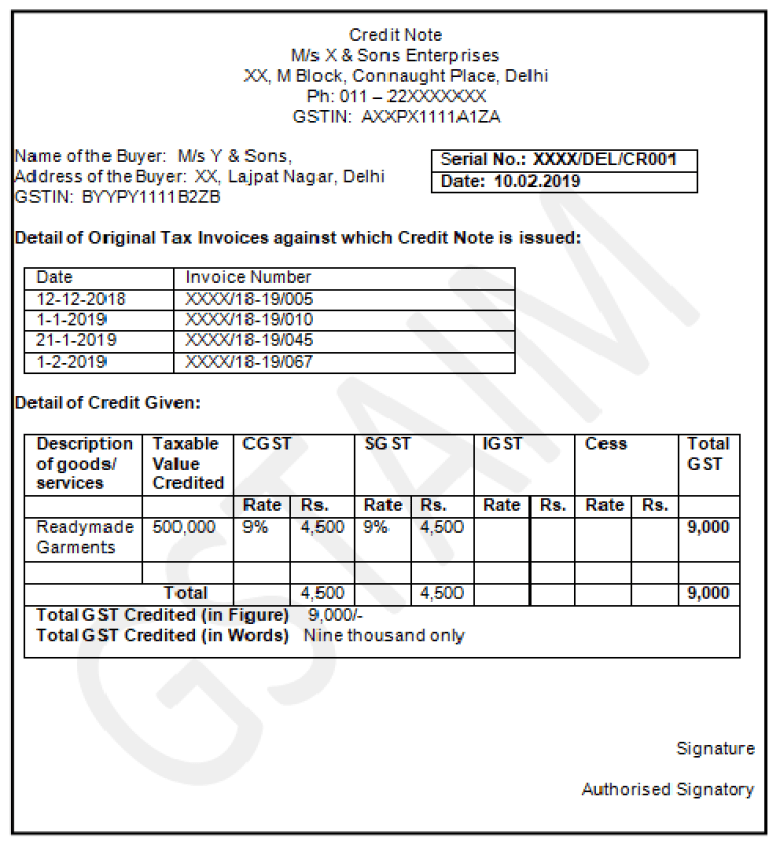 Credit Note
M/s X & Sons Enterprises
XX, M Block, Connaught Place, Delhi
Ph: 011 – 22XXXXXXX
GSTIN: AXXPX1111A1ZA
Name of the Buyer: M/s Y & Sons,
Address of the Buyer: XX, Lajpat Nagar, Delhi
GSTIN: BYYPY1111B2ZB
Serial No.: XXXX/DEL/CR001
Date: 10.02.2019
Detail of Original Tax Invoices against which Credit Note is issued:
Date Invoice Number
12-12-2018 XXXX/18-19/005
1-1-2019 XXXX/18-19/010
21-1-2019 XXXX/18-19/045
1-2-2019 XXXX/18-19/067
Detail of Credit Given:
Description of goods/ services Taxable Value Credited CGST SGST IGST Cess Total GST
Rate Rs. Rate Rs. Rate Rs. Rate Rs.
Readymade Garments 500,000 9% 4,500 9% 4,500 9,000
Total 4,500 4,500 9,000
Total GST Credited (in Figure) 9,000/-
Total GST Credited (in Words) Nine thousand only
Signature
Authorised Signatory
GSTAIM